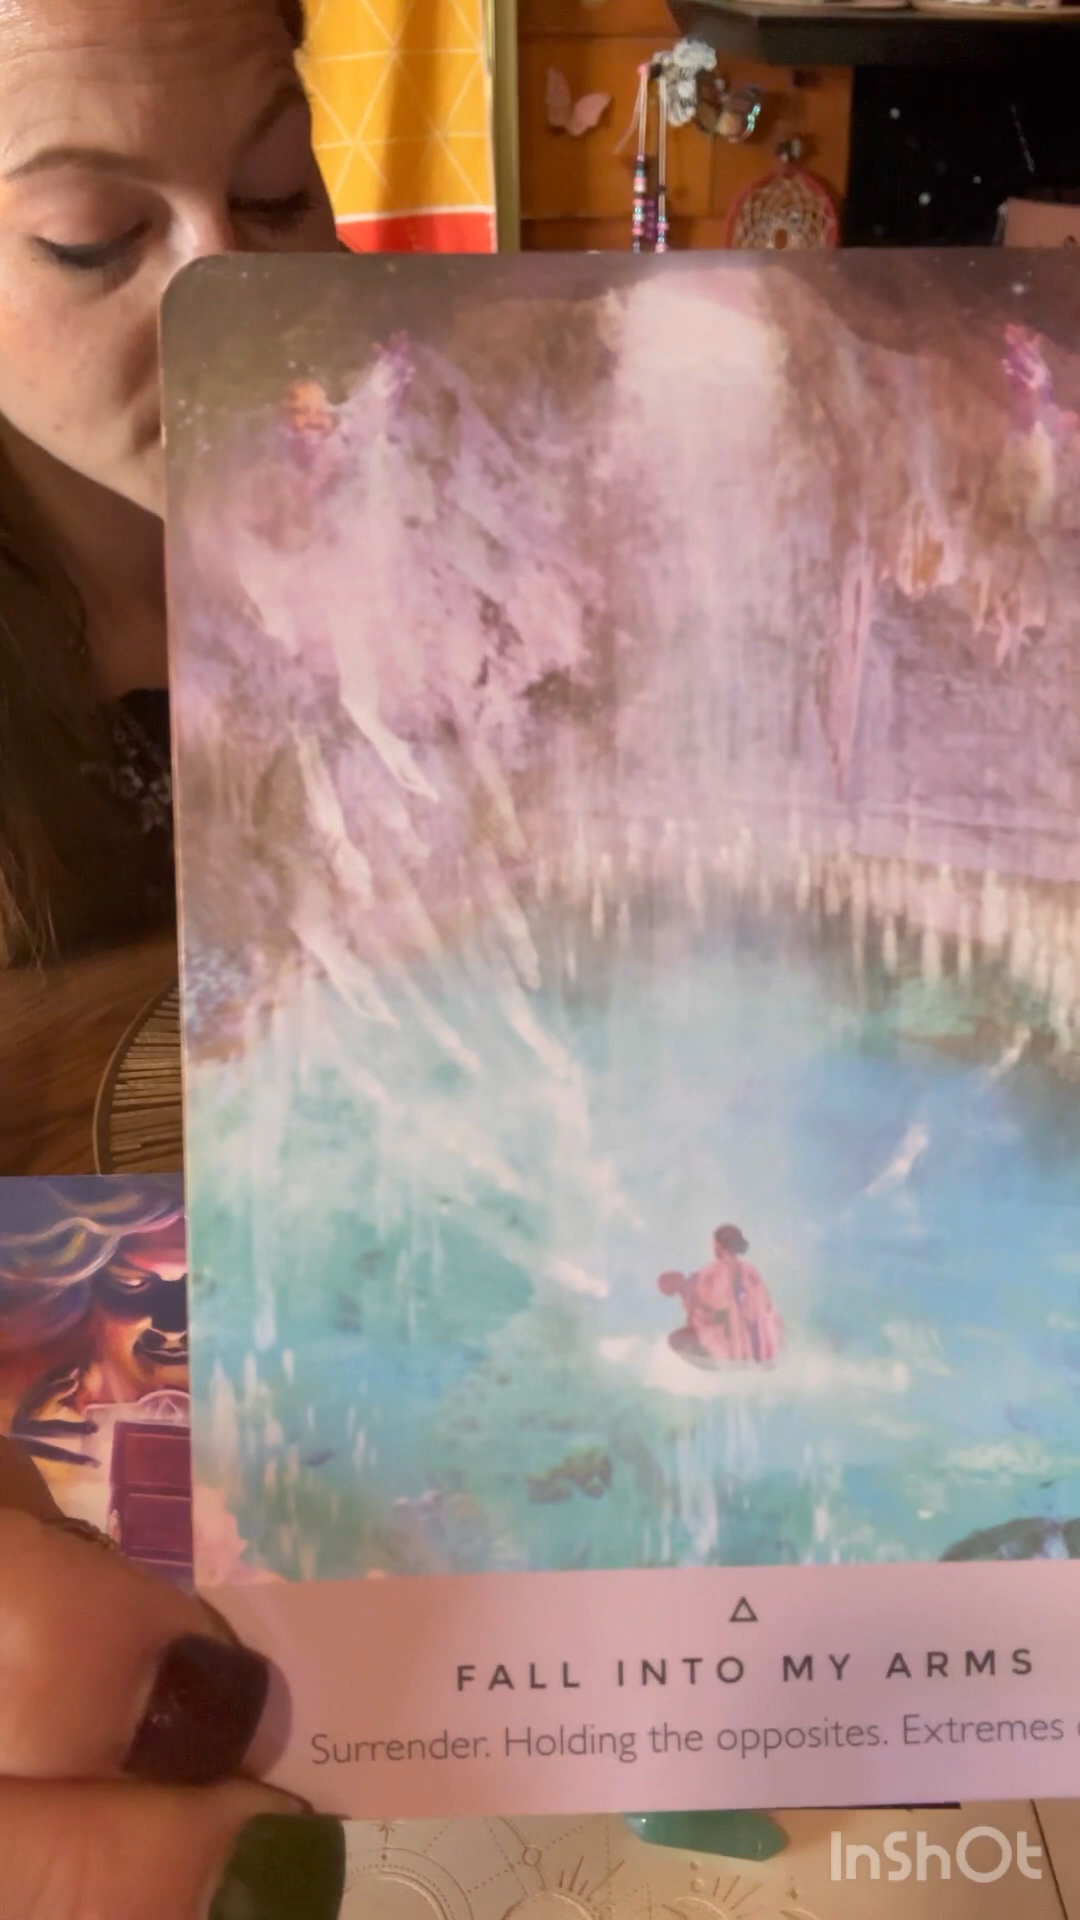 FALL INTO MY ARMS
Surrender. Holding the opposites. Extremes
InShOt